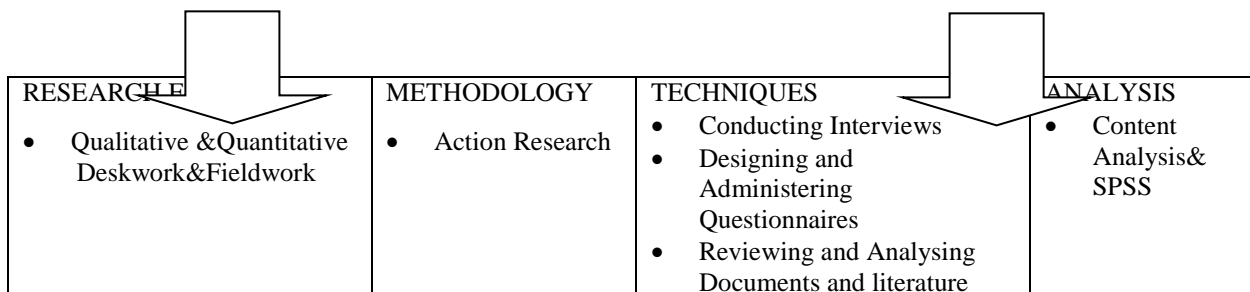 RESEARCH
• Qualitative &Quantitative
Deskwork&Fieldwork
METHODOLOGY
• Action Research
TECHNIQUES
• Conducting Interviews
• Designing and
Administering
Questionnaires
• Reviewing and Analysing
Documents and literature
ANALYSIS
• Content
Analysis&
SPSS